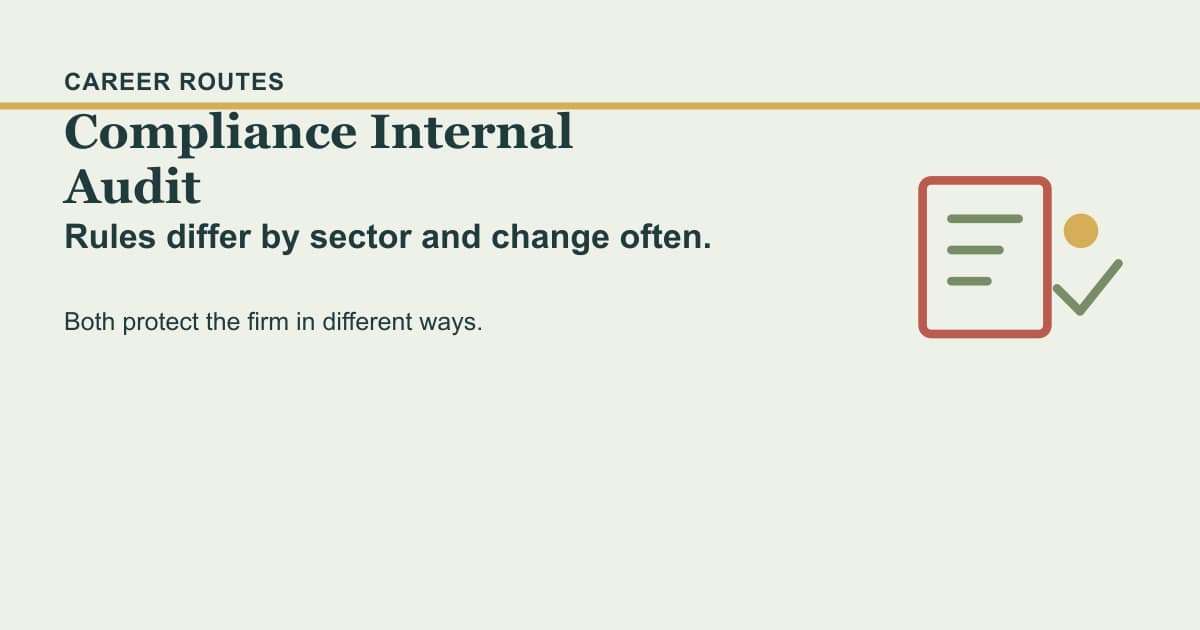 CAREER ROUTES
Compliance Internal
Audit
Rules differ by sector and change often.
Both protect the firm in different ways.